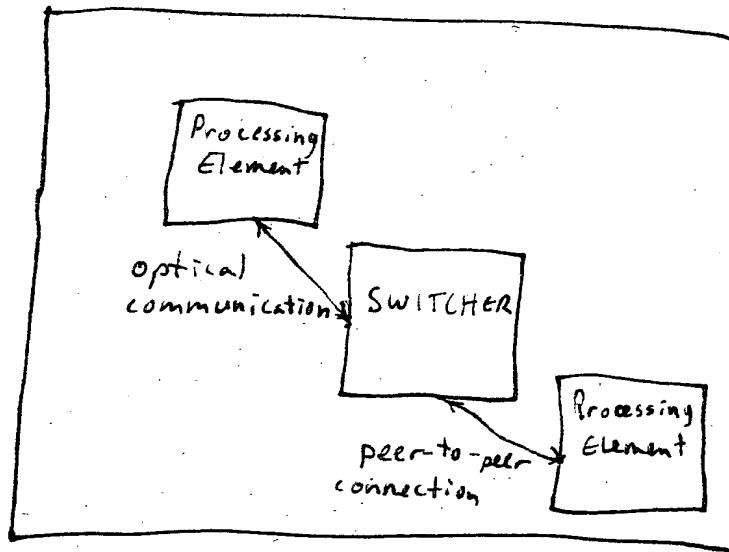 Processing
Element
optical
communication
SWITCHER
Processing
Element
peer-to-peer
connection